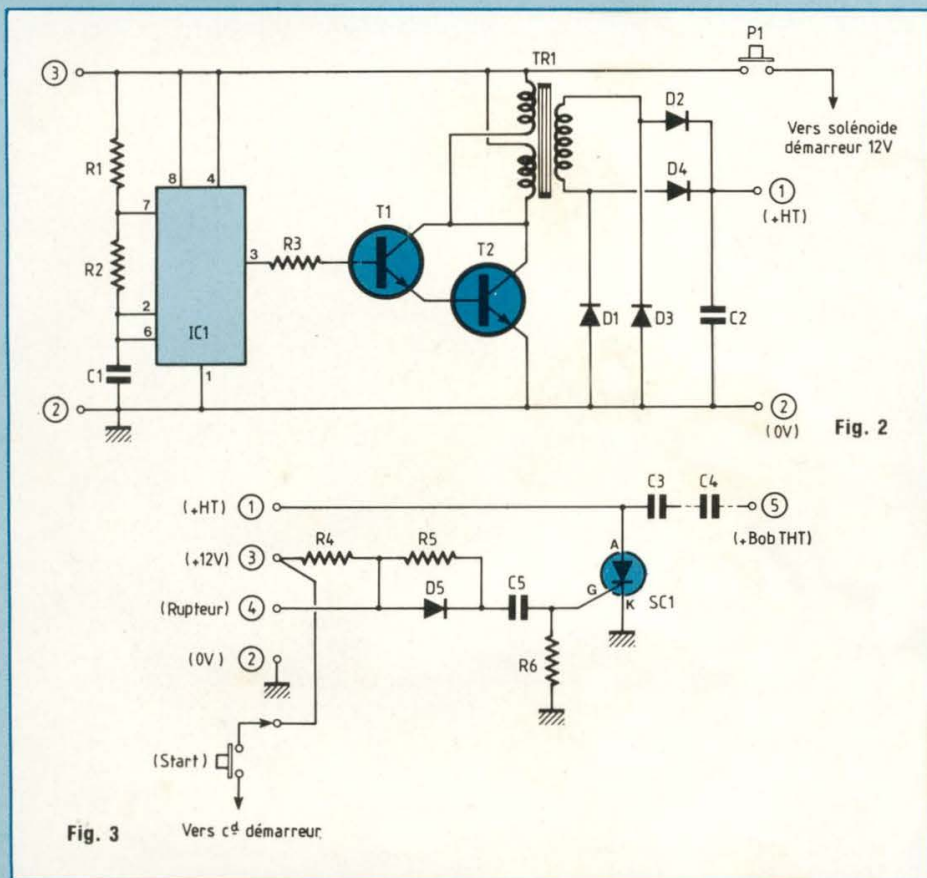 P1
TR1
3
D2
Vers solénoide
démarreur 12V
R1
8
4
D4
1
(+HT)
7
T1
3
R3
T2
R2
2
6
IC1
D1
D3
C2
C1
1
2
2
(0V)
Fig. 2
C3
C4
(+HT)
1
5
(+Bob THT)
R4
R5
A
(+12V)
3
G
SC1
(Rupteur)
4
D5
C5
K
R6
(0V)
2
(Start)
Fig. 3
Vers cd démarreur